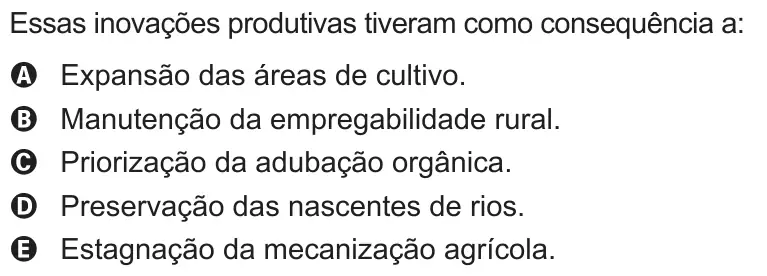 Essas inovações produtivas tiveram como consequência a:
A Expansão das áreas de cultivo.
B Manutenção da empregabilidade rural.
C Priorização da adubação orgânica.
D Preservação das nascentes de rios.
E Estagnação da mecanização agrícola.